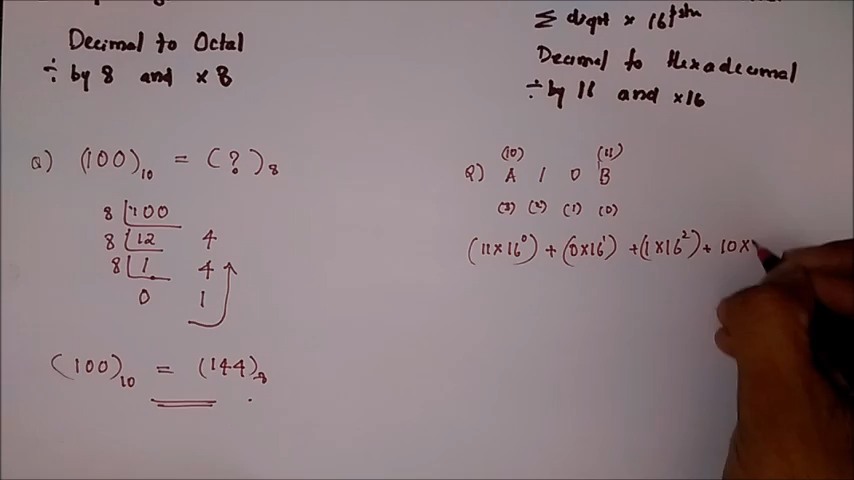 Decimal to Octal
÷ by 8 and × 8
Q) (100)10 = (?)8
8 100
8 12 4
8 1 4
0 1
(100)10 = (144)8
Σ digit × 16
Decimal to Hexadecimal
÷ by 16 and ×16
(10) (11)
Q) A 1 0 B
(3) (2) (1) (0)
(11×16⁰) + (0×16¹) + (1×16²) + 10×